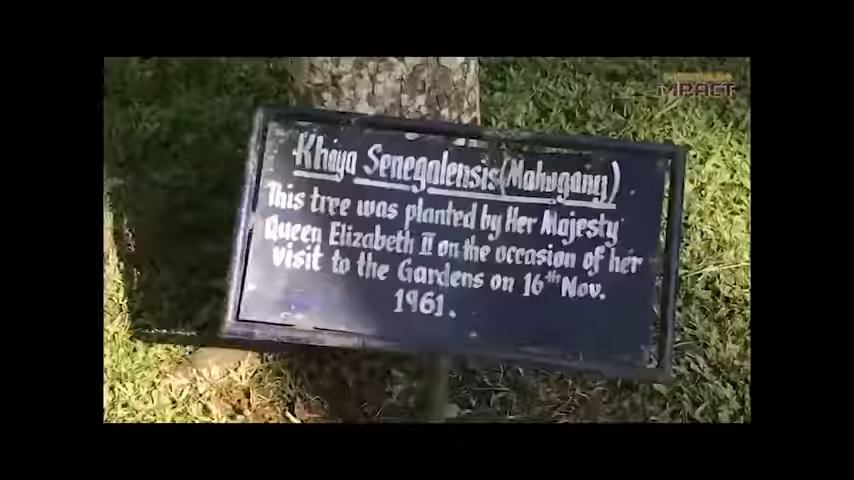 IMPACT
Khaya Senegalensis (Mahogany)
This tree was planted by Her Majesty
Queen Elizabeth II on the occasion of her
visit to the Gardens on 16th Nov.
1961.